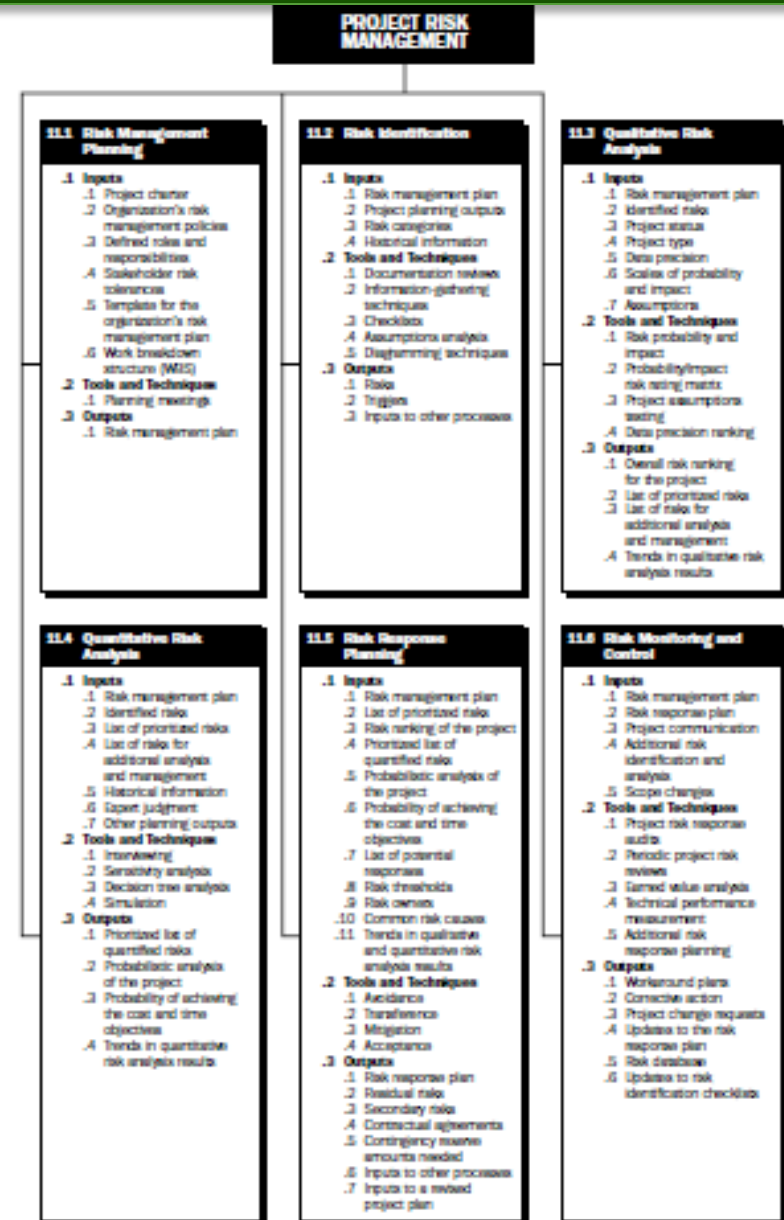 PROJECT RISK
MANAGEMENT
11.1 Risk Management
Planning
.1 Inputs
.1 Project charter
.2 Organization's risk
management policies
.3 Defined roles and
responsibilities
.4 Stakeholder risk
tolerances
.5 Template for the
organization's risk
management plan
.6 Work breakdown
structure (WBS)
.2 Tools and Techniques
.1 Planning meetings
.3 Outputs
.1 Risk management plan
11.2 Risk Identification
.1 Inputs
.1 Risk management plan
.2 Project planning outputs
.3 Risk categories
.4 Historical information
.2 Tools and Techniques
.1 Documentation reviews
.2 Information-gathering
techniques
.3 Checklists
.4 Assumptions analysis
.5 Diagramming techniques
.3 Outputs
.1 Risks
.2 Triggers
.3 Inputs to other processes
11.3 Qualitative Risk
Analysis
.1 Inputs
.1 Risk management plan
.2 Identified risks
.3 Project status
.4 Project type
.5 Data precision
.6 Scales of probability
and impact
.7 Assumptions
.2 Tools and Techniques
.1 Risk probability and
impact
.2 Probability/impact
risk rating matrix
.3 Project assumptions
testing
.4 Data precision ranking
.3 Outputs
.1 Overall risk ranking
for the project
.2 List of prioritized risks
.3 List of risks for
additional analysis
and management
.4 Trends in qualitative risk
analysis results
11.4 Quantitative Risk
Analysis
.1 Inputs
.1 Risk management plan
.2 Identified risks
.3 List of prioritized risks
.4 List of risks for
additional analysis
and management
.5 Historical information
.6 Expert judgment
.7 Other planning outputs
.2 Tools and Techniques
.1 Interviewing
.2 Sensitivity analysis
.3 Decision tree analysis
.4 Simulation
.3 Outputs
.1 Prioritized list of
quantified risks
.2 Probabilistic analysis
of the project
.3 Probability of achieving
the cost and time
objectives
.4 Trends in quantitative
risk analysis results
11.5 Risk Response
Planning
.1 Inputs
.1 Risk management plan
.2 List of prioritized risks
.3 Risk ranking of the project
.4 Prioritized list of
quantified risks
.5 Probabilistic analysis of
the project
.6 Probability of achieving
the cost and time
objectives
.7 List of potential
responses
.8 Risk thresholds
.9 Risk owners
.10 Common risk causes
.11 Trends in qualitative
and quantitative risk
analysis results
.2 Tools and Techniques
.1 Avoidance
.2 Transference
.3 Mitigation
.4 Acceptance
.3 Outputs
.1 Risk response plan
.2 Residual risks
.3 Secondary risks
.4 Contractual agreements
.5 Contingency reserve
amounts needed
.6 Inputs to other processes
.7 Inputs to a revised
project plan
11.6 Risk Monitoring and
Control
.1 Inputs
.1 Risk management plan
.2 Risk response plan
.3 Project communication
.4 Additional risk
identification and
analysis
.5 Scope changes
.2 Tools and Techniques
.1 Project risk response
audits
.2 Periodic project risk
reviews
.3 Earned value analysis
.4 Technical performance
measurement
.5 Additional risk
response planning
.3 Outputs
.1 Workaround plans
.2 Corrective action
.3 Project change requests
.4 Updates to the risk
response plan
.5 Risk database
.6 Updates to risk
identification checklists